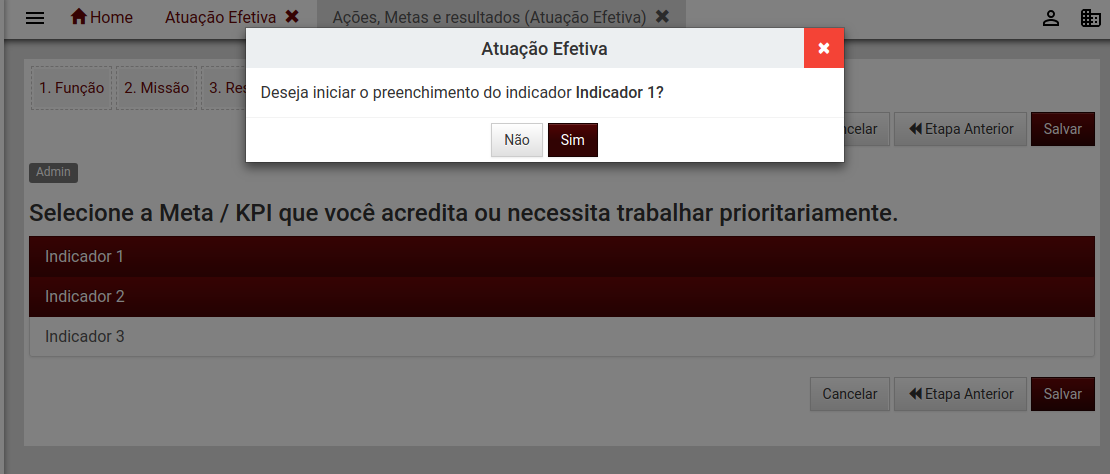 Home Atuação Efetiva Ações, Metas e resultados (Atuação Efetiva)
Atuação Efetiva
Deseja iniciar o preenchimento do indicador Indicador 1?
Não Sim
1. Função 2. Missão 3. Res
ncelar Etapa Anterior Salvar
Admin
Selecione a Meta / KPI que você acredita ou necessita trabalhar prioritariamente.
Indicador 1
Indicador 2
Indicador 3
Cancelar Etapa Anterior Salvar